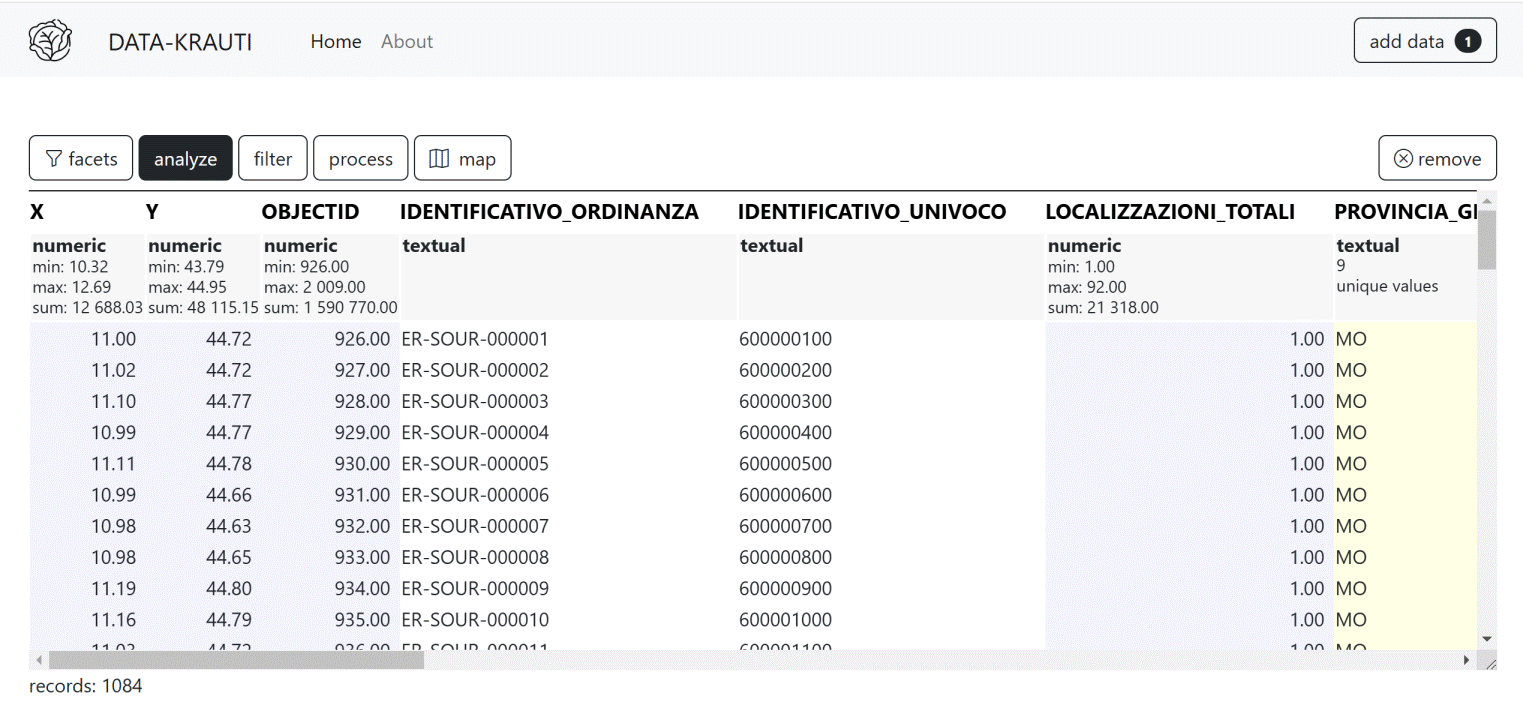 DATA-KRAUTI Home About add data 1
facets analyze filter process map remove
X Y OBJECTID IDENTIFICATIVO_ORDINANZA IDENTIFICATIVO_UNIVOCO LOCALIZZAZIONI_TOTALI PROVINCIA_GI
numeric numeric numeric textual textual numeric textual
min: 10.32 min: 43.79 min: 926.00 min: 1.00 9
max: 12.69 max: 44.95 max: 2 009.00 max: 92.00 unique values
sum: 12 688.03 sum: 48 115.15 sum: 1 590 770.00 sum: 21 318.00
11.00 44.72 926.00 ER-SOUR-000001 600000100 1.00 MO
11.02 44.72 927.00 ER-SOUR-000002 600000200 1.00 MO
11.10 44.77 928.00 ER-SOUR-000003 600000300 1.00 MO
10.99 44.77 929.00 ER-SOUR-000004 600000400 1.00 MO
11.11 44.78 930.00 ER-SOUR-000005 600000500 1.00 MO
10.99 44.66 931.00 ER-SOUR-000006 600000600 1.00 MO
10.98 44.63 932.00 ER-SOUR-000007 600000700 1.00 MO
10.98 44.65 933.00 ER-SOUR-000008 600000800 1.00 MO
11.19 44.80 934.00 ER-SOUR-000009 600000900 1.00 MO
11.16 44.79 935.00 ER-SOUR-000010 600001000 1.00 MO
records: 1084